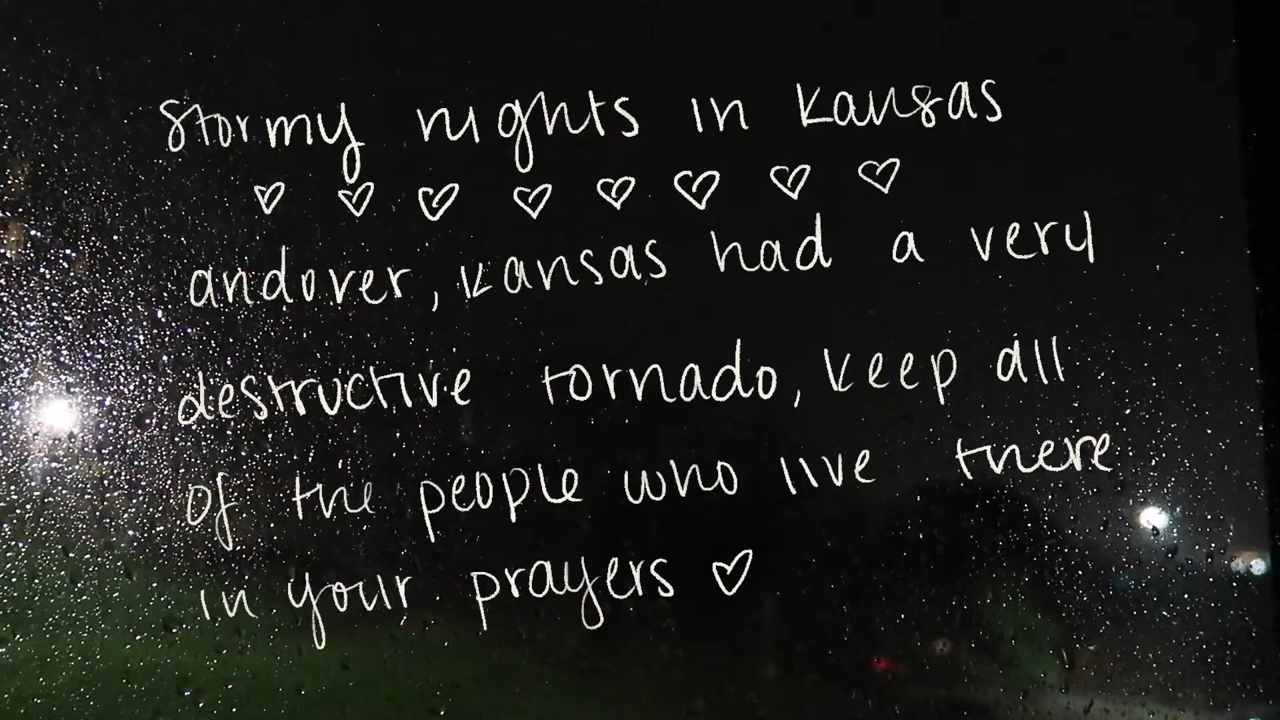 stormy nights in kansas
♡ ♡ ♡ ♡ ♡ ♡ ♡ ♡
andover, kansas had a very
destructive tornado, keep all
of the people who live there
in your prayers ♡